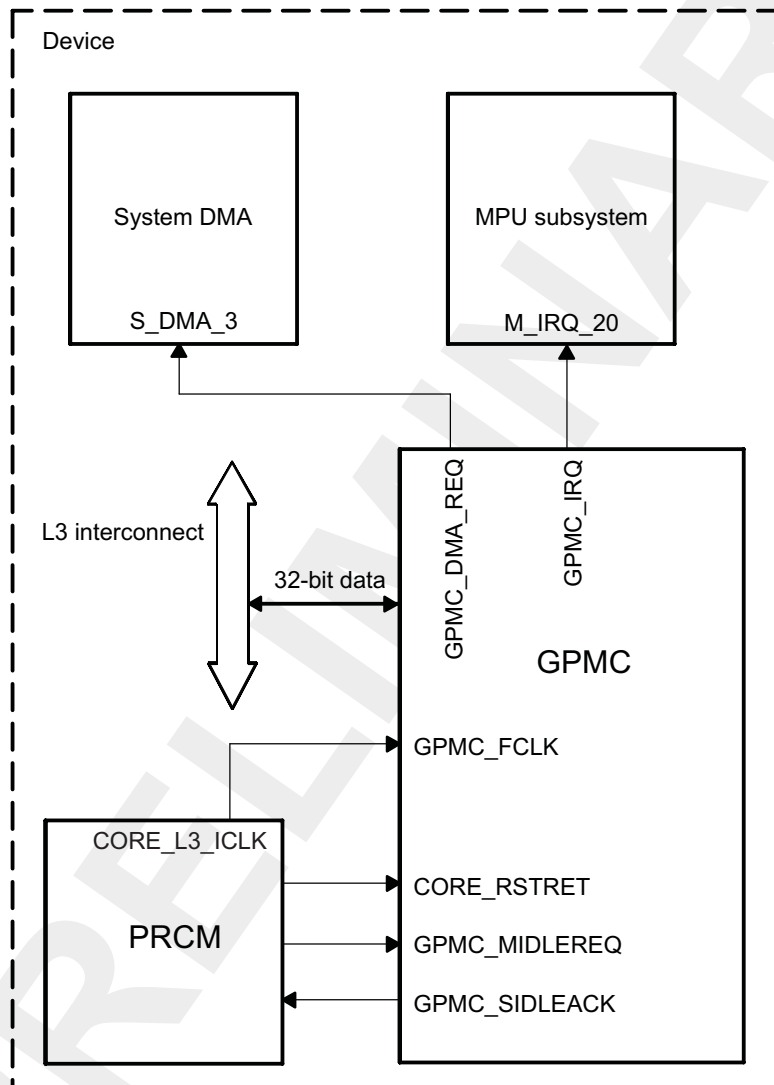 Device
System DMA
MPU subsystem
S_DMA_3
M_IRQ_20
GPMC_DMA_REQ
GPMC_IRQ
L3 interconnect
32-bit data
GPMC
GPMC_FCLK
CORE_L3_ICLK
CORE_RSTRET
PRCM
GPMC_MIDLEREQ
GPMC_SIDLEACK
RELIMINAR